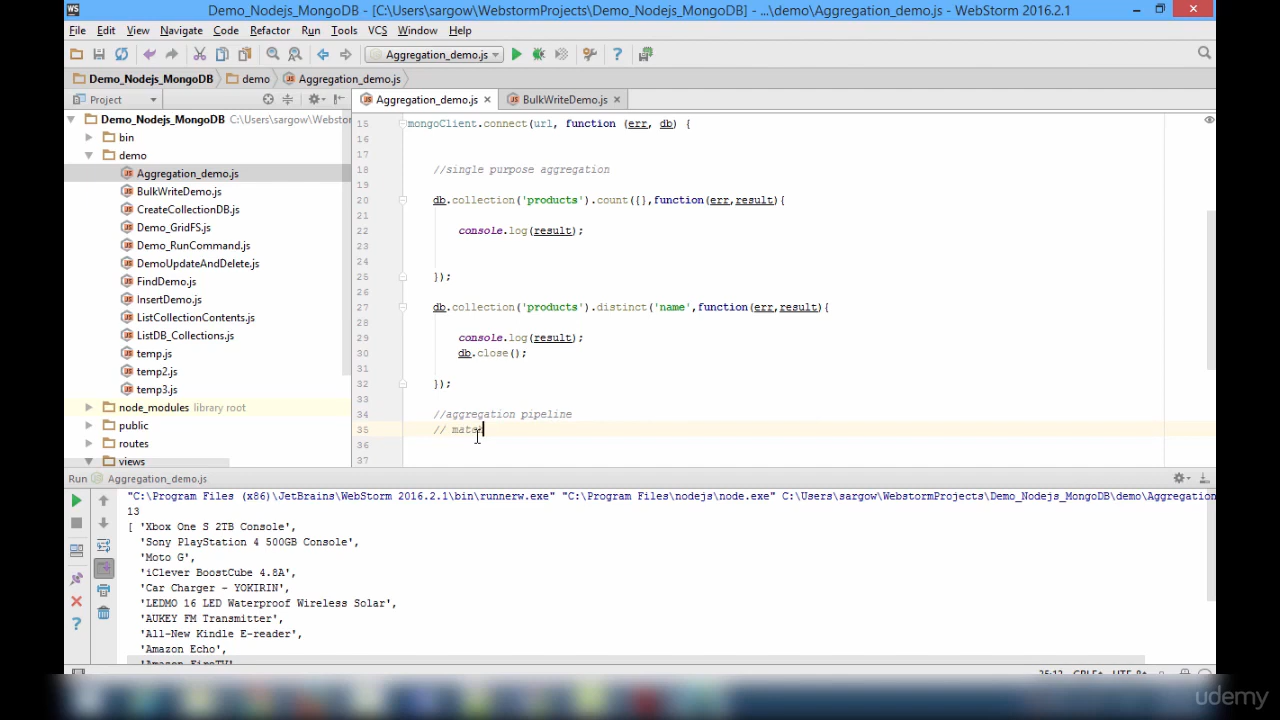 WS
Demo_Nodejs_MongoDB - [C:\Users\sargow\WebstormProjects\Demo_Nodejs_MongoDB] - ...\demo\Aggregation_demo.js - WebStorm 2016.2.1
File Edit View Navigate Code Refactor Run Tools VCS Window Help
Aggregation_demo.js
Demo_Nodejs_MongoDB demo Aggregation_demo.js
Project
Aggregation_demo.js BulkWriteDemo.js
Demo_Nodejs_MongoDB C:\Users\sargow\Webstor
bin
demo
Aggregation_demo.js
BulkWriteDemo.js
CreateCollectionDB.js
Demo_GridFS.js
Demo_RunCommand.js
DemoUpdateAndDelete.js
FindDemo.js
InsertDemo.js
ListCollectionContents.js
ListDB_Collections.js
temp.js
temp2.js
temp3.js
node_modules library root
public
routes
views
15 mongoClient.connect(url, function (err, db) {
16
17
18 //single purpose aggregation
19
20 db.collection('products').count({},function(err,result){
21
22 console.log(result);
23
24
25 });
26
27 db.collection('products').distinct('name',function(err,result){
28
29 console.log(result);
30 db.close();
31
32 });
33
34 //aggregation pipeline
35 // match
36
37
Run Aggregation_demo.js
"C:\Program Files (x86)\JetBrains\WebStorm 2016.2.1\bin\runnerw.exe" "C:\Program Files\nodejs\node.exe" C:\Users\sargow\WebstormProjects\Demo_Nodejs_MongoDB\demo\Aggregation
13
[ 'Xbox One S 2TB Console',
'Sony PlayStation 4 500GB Console',
'Moto G',
'iClever BoostCube 4.8A',
'Car Charger - YOKIRIN',
'LEDMO 16 LED Waterproof Wireless Solar',
'AUKEY FM Transmitter',
'All-New Kindle E-reader',
'Amazon Echo',
'Amazon FireTV'
udemy